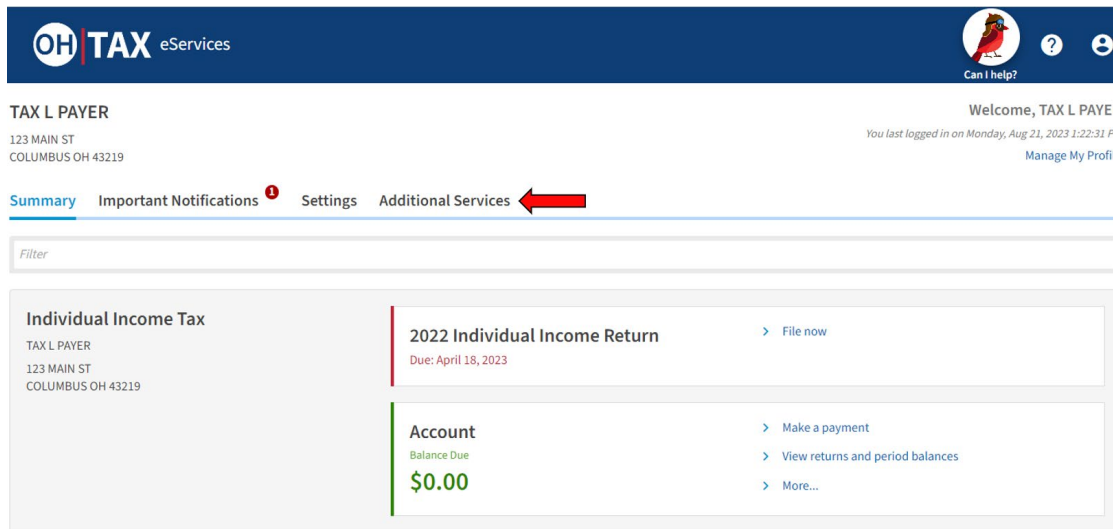 OH TAX eServices
Can I help?
?
TAX L PAYER
123 MAIN ST
COLUMBUS OH 43219
Welcome, TAX L PAYE
You last logged in on Monday, Aug 21, 2023 1:22:31 P
Manage My Profi
Summary Important Notifications 1 Settings Additional Services
Filter
Individual Income Tax
TAX L PAYER
123 MAIN ST
COLUMBUS OH 43219
2022 Individual Income Return
Due: April 18, 2023
> File now
Account
Balance Due
$0.00
> Make a payment
> View returns and period balances
> More...